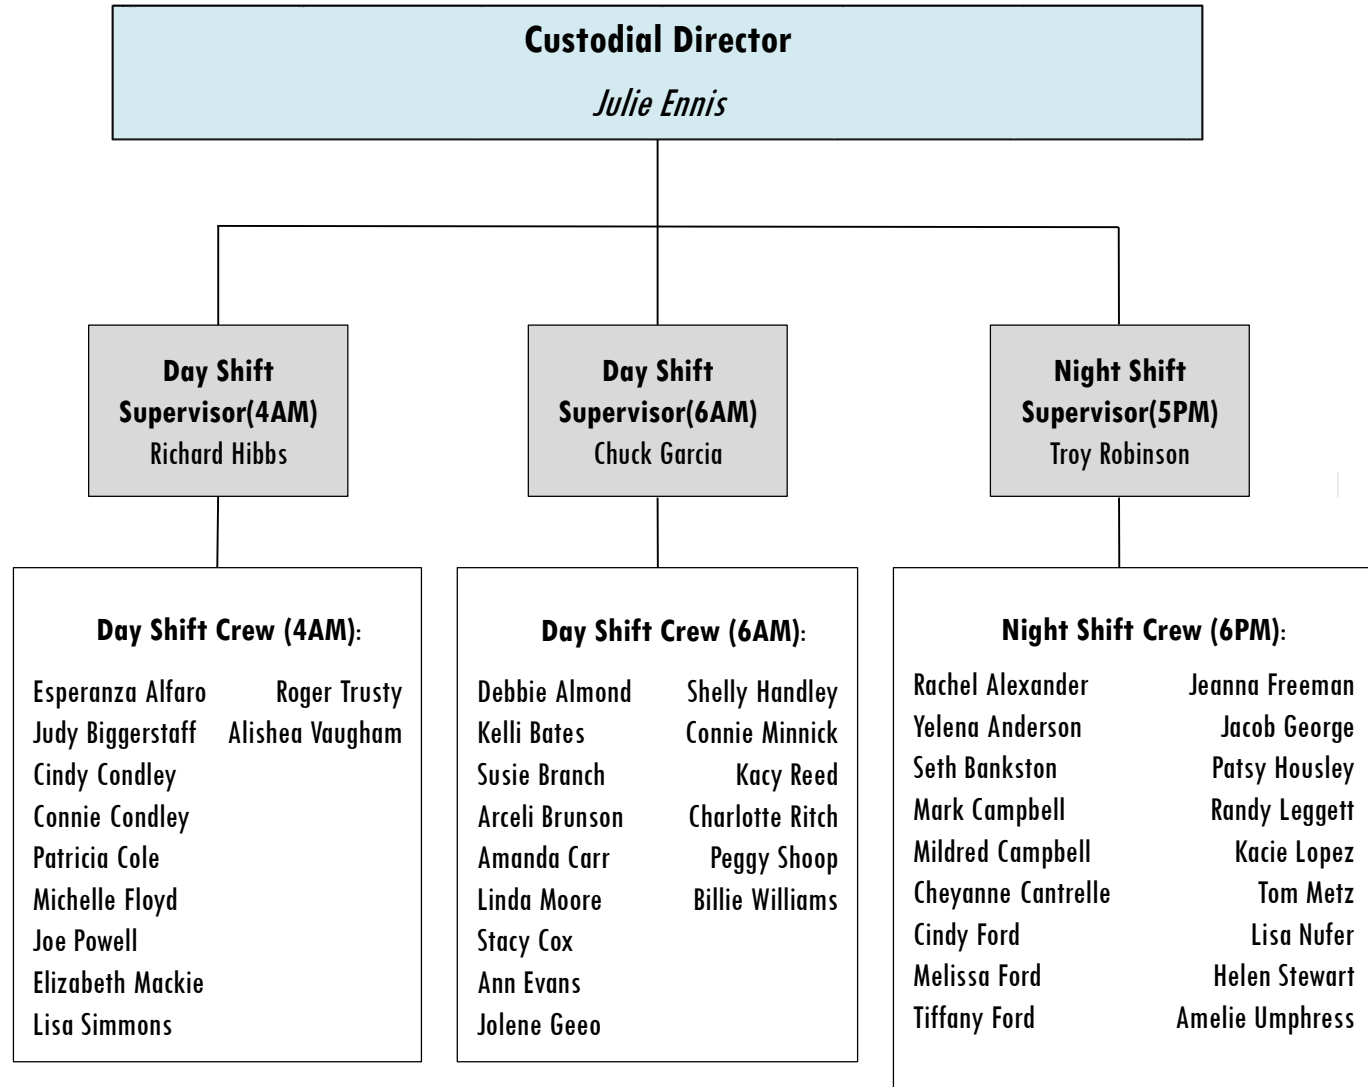 Custodial Director
Julie Ennis
Day Shift
Supervisor(4AM)
Richard Hibbs
Day Shift
Supervisor(6AM)
Chuck Garcia
Night Shift
Supervisor(5PM)
Troy Robinson
Day Shift Crew (4AM):
Esperanza Alfaro Roger Trusty
Judy Biggerstaff Alishea Vaugham
Cindy Condley
Connie Condley
Patricia Cole
Michelle Floyd
Joe Powell
Elizabeth Mackie
Lisa Simmons
Day Shift Crew (6AM):
Debbie Almond Shelly Handley
Kelli Bates Connie Minnick
Susie Branch Kacy Reed
Arceli Brunson Charlotte Ritch
Amanda Carr Peggy Shoop
Linda Moore Billie Williams
Stacy Cox
Ann Evans
Jolene Geeo
Night Shift Crew (6PM):
Rachel Alexander Jeanna Freeman
Yelena Anderson Jacob George
Seth Bankston Patsy Housley
Mark Campbell Randy Leggett
Mildred Campbell Kacie Lopez
Cheyanne Cantrelle Tom Metz
Cindy Ford Lisa Nufer
Melissa Ford Helen Stewart
Tiffany Ford Amelie Umphress